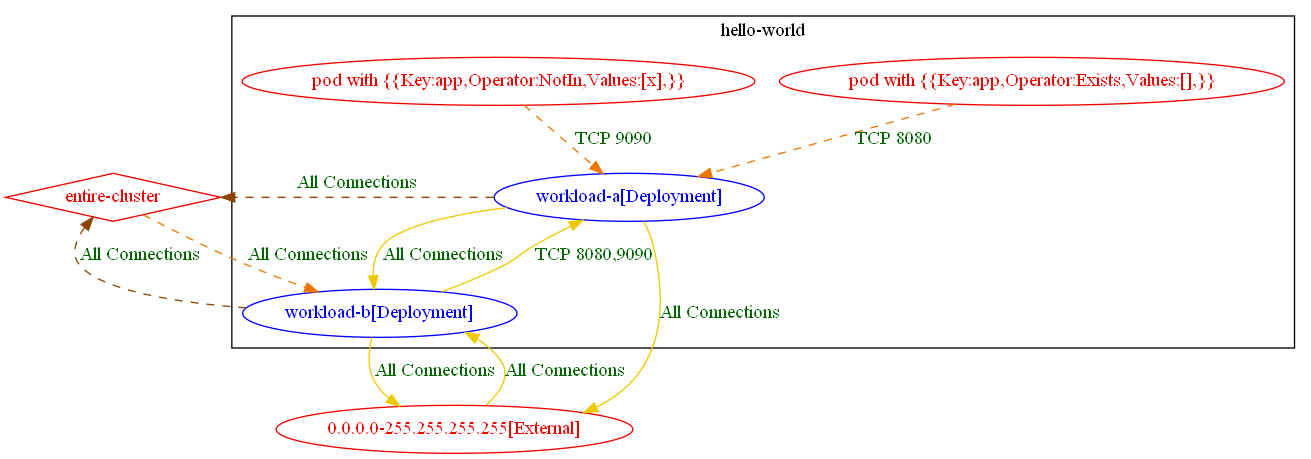 hello-world
pod with {{Key:app,Operator:NotIn,Values:[x],}}
pod with {{Key:app,Operator:Exists,Values:[],}}
TCP 9090
TCP 8080
All Connections
entire-cluster
workload-a[Deployment]
All Connections
All Connections
All Connections
TCP 8080,9090
workload-b[Deployment]
All Connections
All Connections
All Connections
0.0.0.0-255.255.255.255[External]